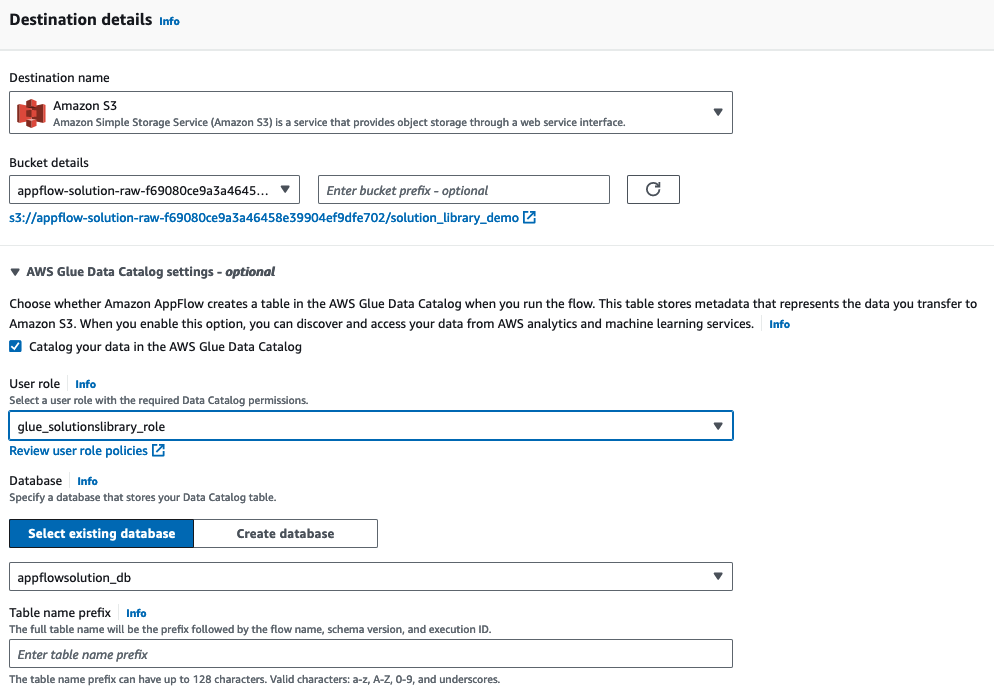 Destination details Info
Destination name
Amazon S3
Amazon Simple Storage Service (Amazon S3) is a service that provides object storage through a web service interface.
Bucket details
appflow-solution-raw-f69080ce9a3a4645... Enter bucket prefix - optional
s3://appflow-solution-raw-f69080ce9a3a46458e39904ef9dfe702/solution_library_demo
AWS Glue Data Catalog settings - optional
Choose whether Amazon AppFlow creates a table in the AWS Glue Data Catalog when you run the flow. This table stores metadata that represents the data you transfer to
Amazon S3. When you enable this option, you can discover and access your data from AWS analytics and machine learning services. Info
Catalog your data in the AWS Glue Data Catalog
User role Info
Select a user role with the required Data Catalog permissions.
glue_solutionslibrary_role
Review user role policies
Database Info
Specify a database that stores your Data Catalog table.
Select existing database Create database
appflowsolution_db
Table name prefix Info
The full table name will be the prefix followed by the flow name, schema version, and execution ID.
Enter table name prefix
The table name prefix can have up to 128 characters. Valid characters: a-z, A-Z, 0-9, and underscores.